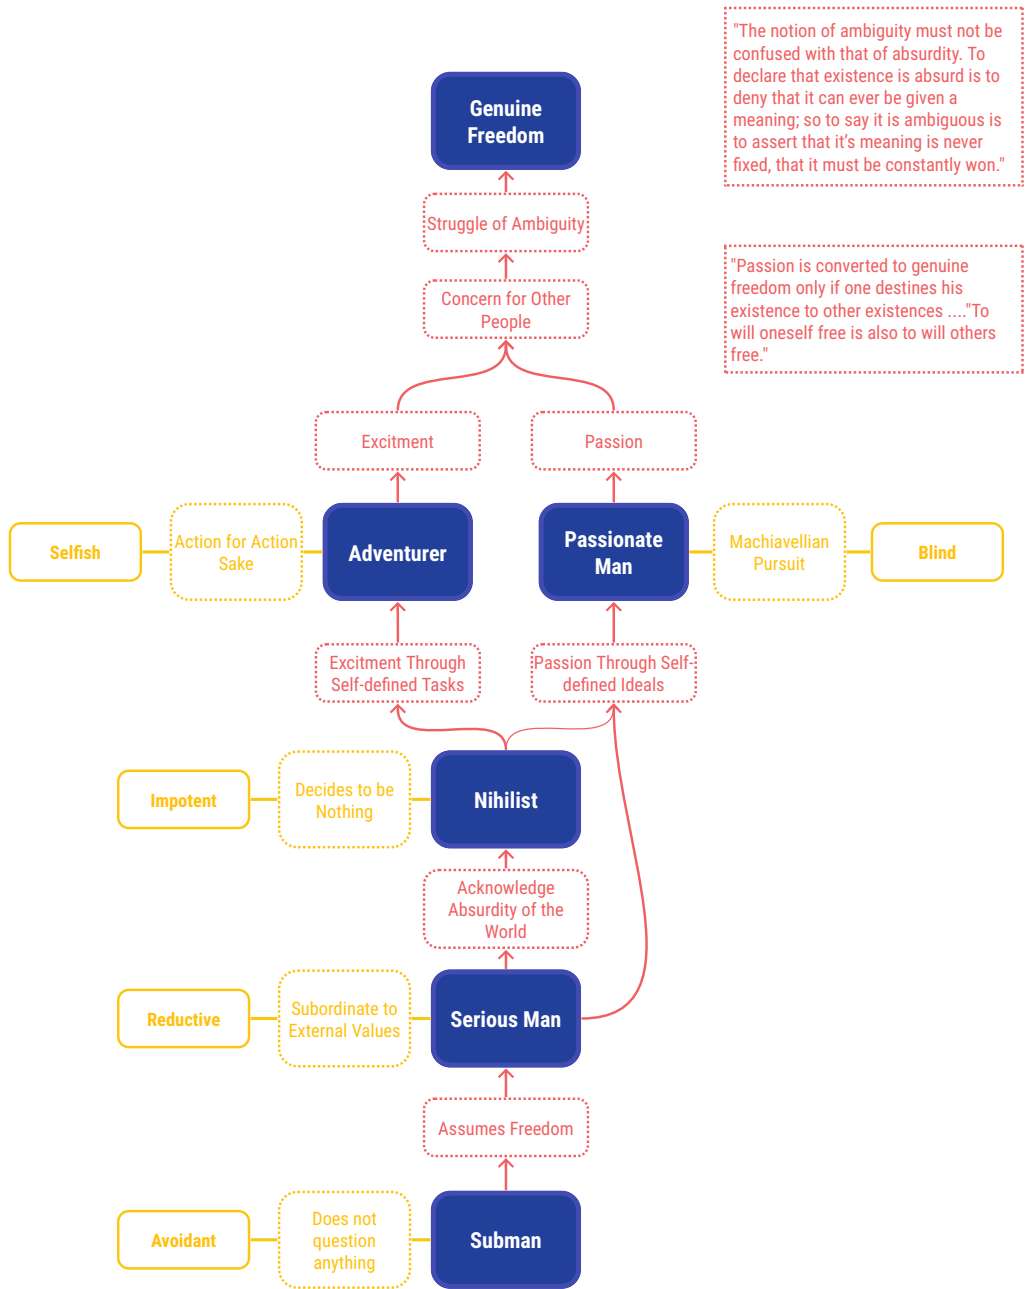 "The notion of ambiguity must not be
confused with that of absurdity. To
declare that existence is absurd is to
deny that it can ever be given a
meaning; so to say it is ambiguous is
to assert that it's meaning is never
fixed, that it must be constantly won."
Genuine
Freedom
Struggle of Ambiguity
"Passion is converted to genuine
freedom only if one destines his
existence to other existences ...."To
will oneself free is also to will others
free."
Concern for Other
People
Excitment
Passion
Selfish
Action for Action
Sake
Adventurer
Passionate
Man
Machiavellian
Pursuit
Blind
Excitment Through
Self-defined Tasks
Passion Through Self-
defined Ideals
Impotent
Decides to be
Nothing
Nihilist
Acknowledge
Absurdity of the
World
Reductive
Subordinate to
External Values
Serious Man
Assumes Freedom
Avoidant
Does not
question
anything
Subman